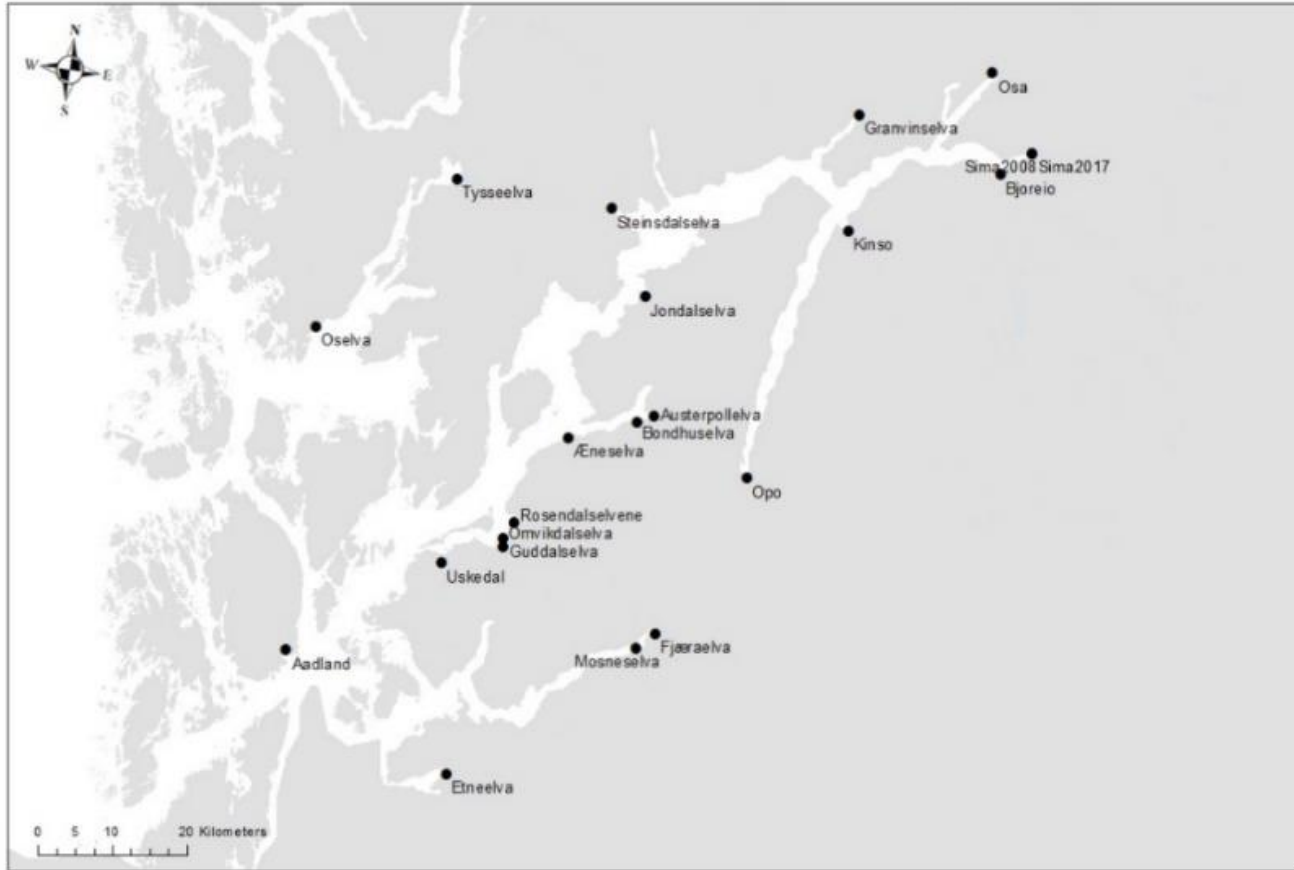 N
W E
S
Osa
Granvinselva
Sima2008 Sima2017
Bjoreio
Tysseelva
Steinsdalselva
Kinso
Jondalselva
Oselva
Austerpollelva
Bondhuselva
Æneselva
Opo
Rosendalselvene
Omvikdalselva
Guddalselva
Uskedal
Fjæraelva
Mosneselva
Aadland
Etneelva
0 5 10 20 Kilometers